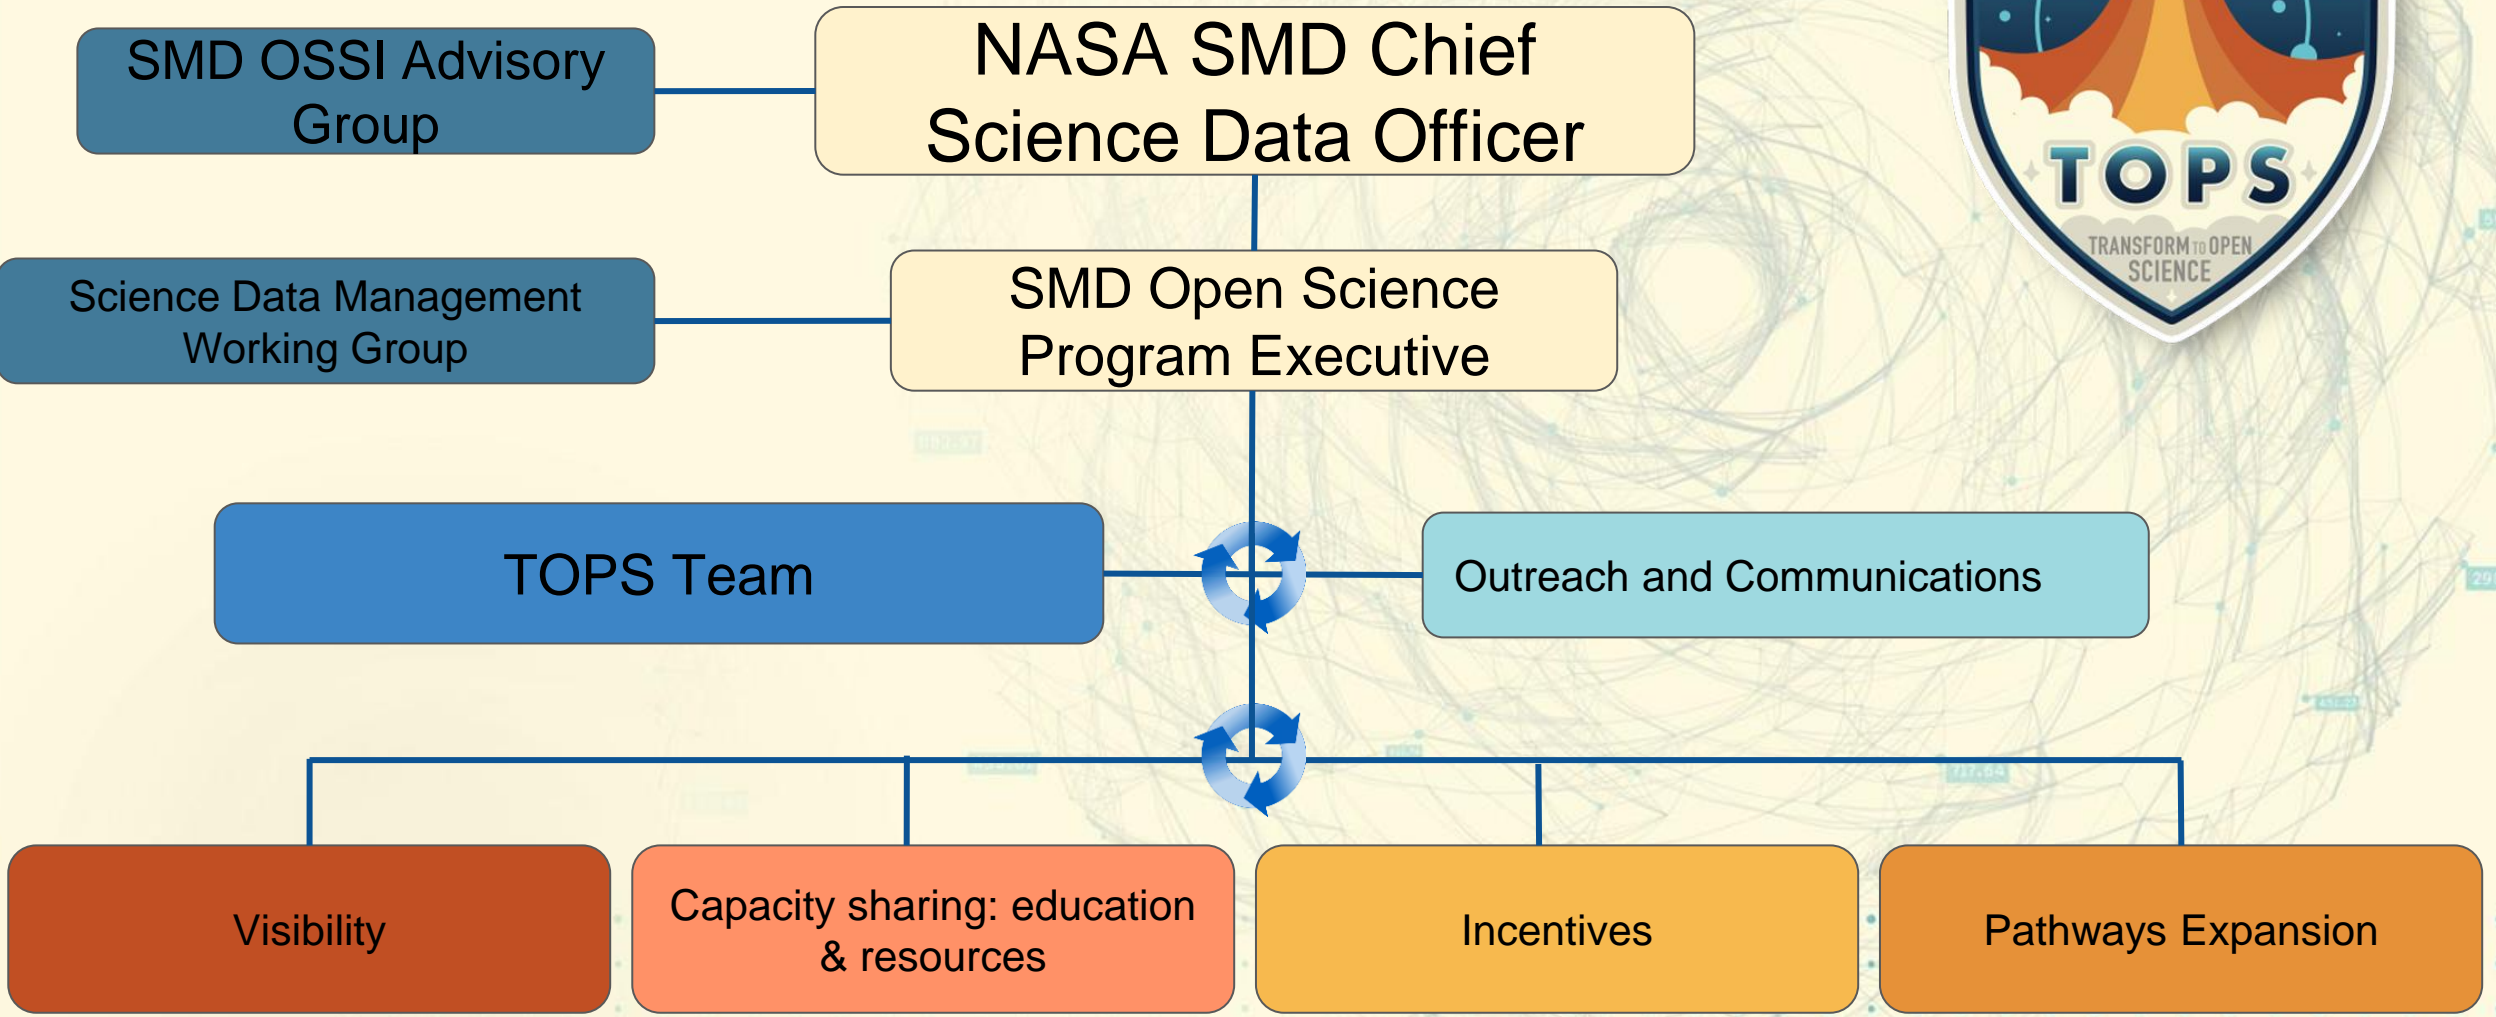 SMD OSSI Advisory
Group
NASA SMD Chief
Science Data Officer
TOPS
TRANSFORM TO OPEN
SCIENCE
Science Data Management
Working Group
SMD Open Science
Program Executive
TOPS Team
Outreach and Communications
Visibility
Capacity sharing: education
& resources
Incentives
Pathways Expansion